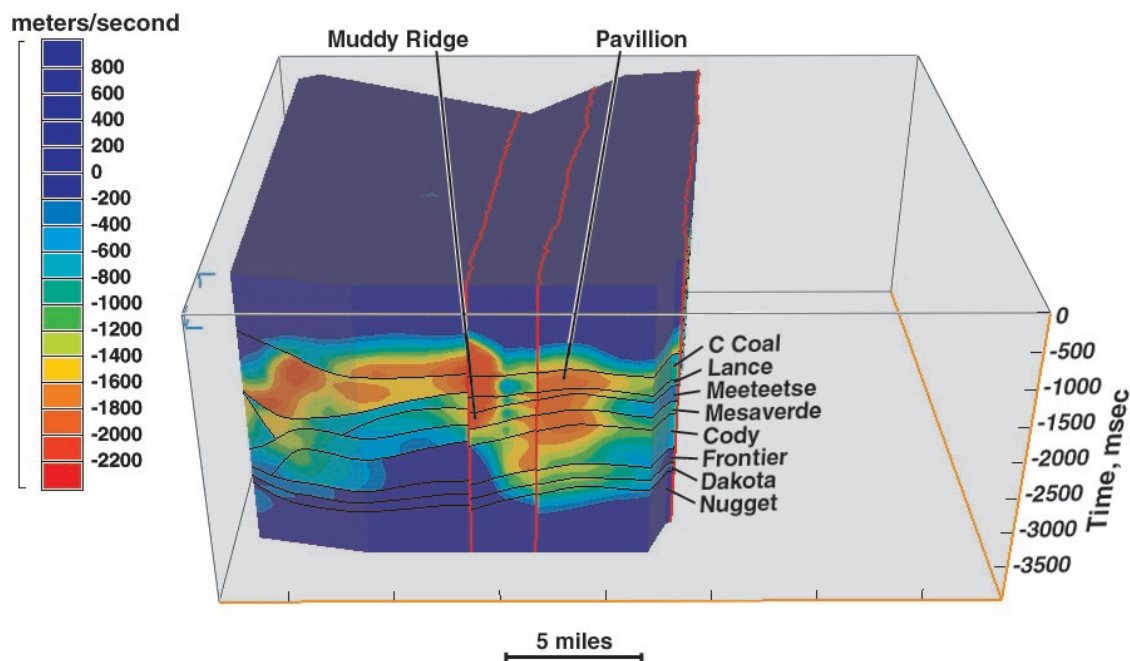 meters/second
800
600
400
200
0
-200
-400
-600
-800
-1000
-1200
-1400
-1600
-1800
-2000
-2200
Muddy Ridge
Pavillion
C Coal
Lance
Meeteetse
Mesaverde
Cody
Frontier
Dakota
Nugget
0
-500
-1000
-1500
-2000
-2500
-3000
-3500
Time, msec
5 miles